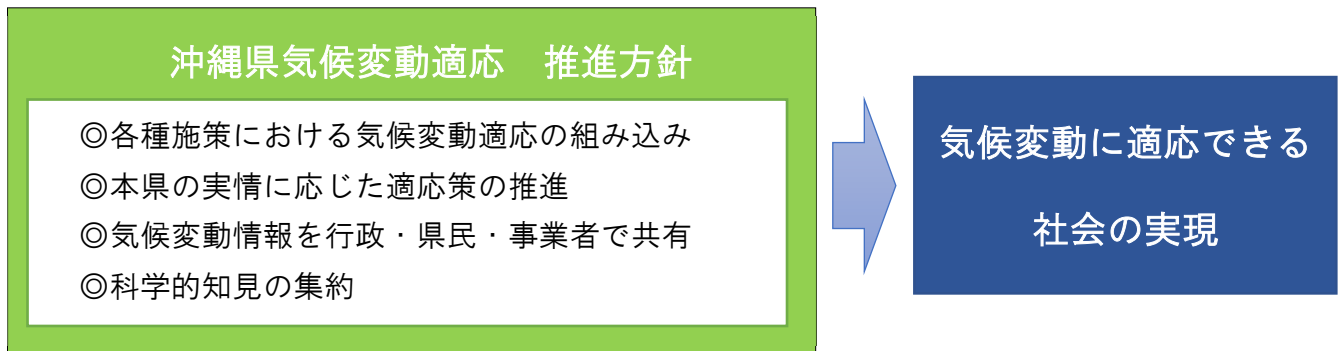 沖縄県気候変動適応　推進方針
◎各種施策における気候変動適応の組み込み
◎本県の実情に応じた適応策の推進
◎気候変動情報を行政・県民・事業者で共有
◎科学的知見の集約
気候変動に適応できる
社会の実現